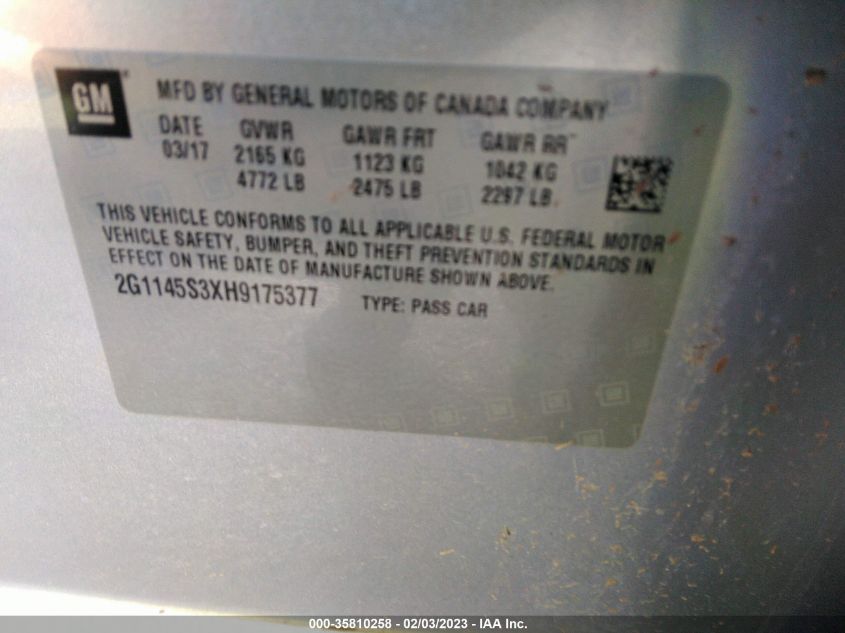 GM
MFD BY GENERAL MOTORS OF CANADA COMPANY
DATE GVWR GAWR FRT GAWR RR
03/17 2165 KG 1123 KG 1042 KG
4772 LB 2475 LB 2297 LB
THIS VEHICLE CONFORMS TO ALL APPLICABLE U.S. FEDERAL MOTOR
VEHICLE SAFETY, BUMPER, AND THEFT PREVENTION STANDARDS IN
EFFECT ON THE DATE OF MANUFACTURE SHOWN ABOVE.
2G1145S3XH9175377 TYPE: PASS CAR
000-35810258 - 02/03/2023 - IAA Inc.